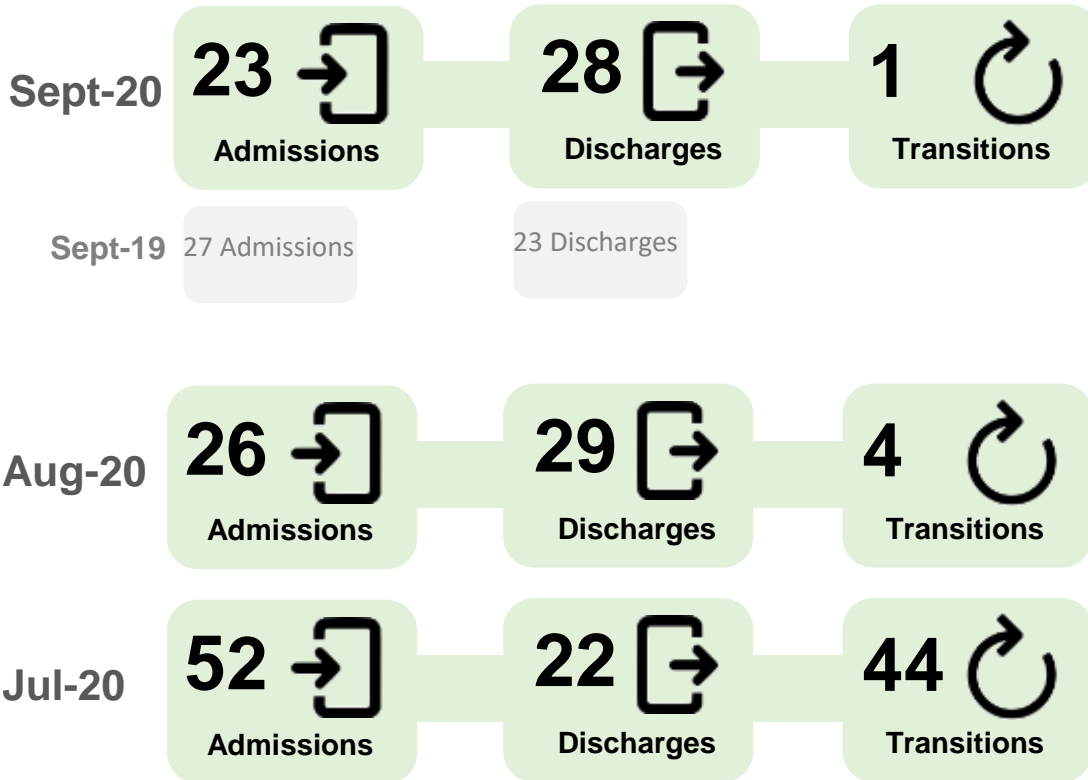 Sept-20
23
Admissions
28
Discharges
1
Transitions
Sept-19
27 Admissions
23 Discharges
Aug-20
26
Admissions
29
Discharges
4
Transitions
Jul-20
52
Admissions
22
Discharges
44
Transitions